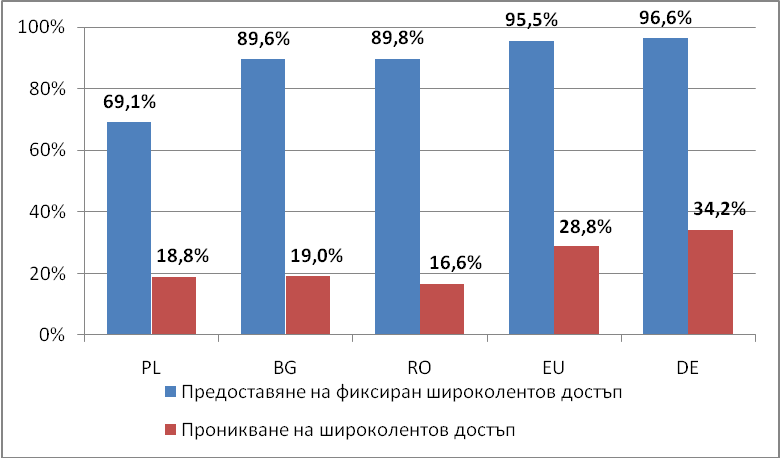 100%
80%
60%
40%
20%
0%
69,1%
18,8%
89,6%
19,0%
89,8%
16,6%
95,5%
28,8%
96,6%
34,2%
PL
BG
RO
EU
DE
Предоставяне на фиксиран широколентов достъп
Проникване на широколентов достъп